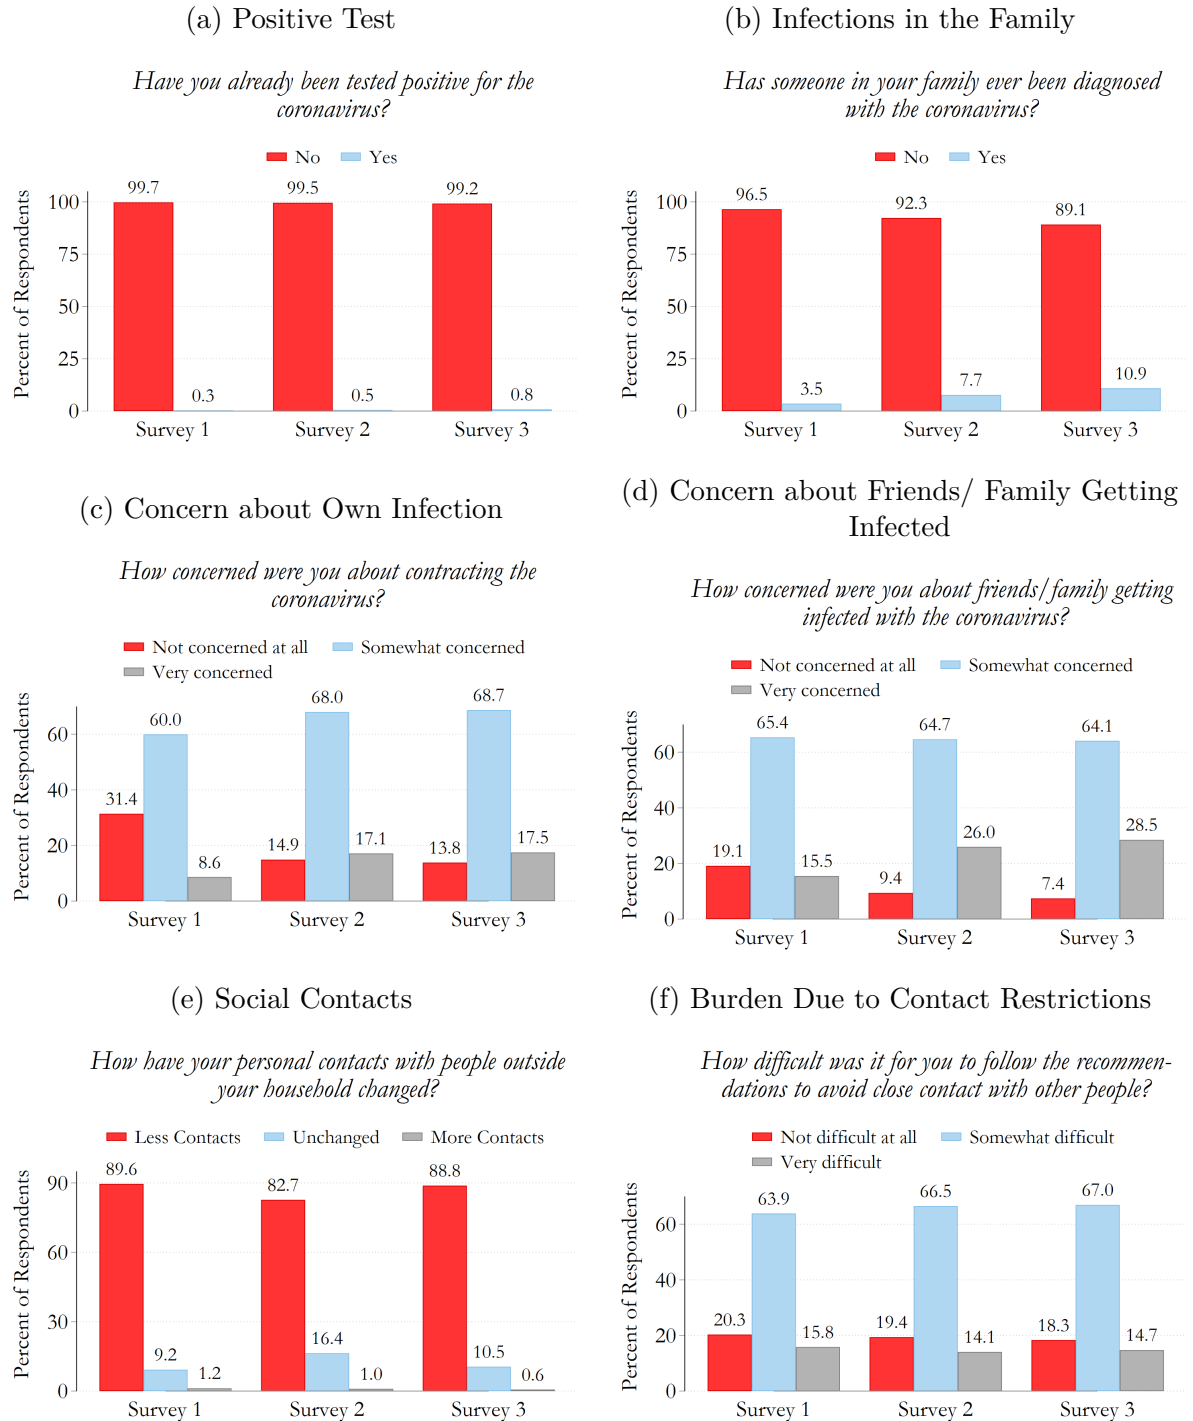 (a) Positive Test
Have you already been tested positive for the
coronavirus?
No Yes
Percent of Respondents
100
75
50
25
0
99.7 99.5 99.2
0.3 0.5 0.8
Survey 1 Survey 2 Survey 3
(b) Infections in the Family
Has someone in your family ever been diagnosed
with the coronavirus?
No Yes
Percent of Respondents
100
75
50
25
0
96.5 92.3 89.1
3.5 7.7 10.9
Survey 1 Survey 2 Survey 3
(c) Concern about Own Infection
How concerned were you about contracting the
coronavirus?
Not concerned at all Somewhat concerned
Very concerned
Percent of Respondents
60
40
20
0
31.4 60.0 8.6 14.9 68.0 17.1 13.8 68.7 17.5
Survey 1 Survey 2 Survey 3
(d) Concern about Friends/ Family Getting
Infected
How concerned were you about friends/family getting
infected with the coronavirus?
Not concerned at all Somewhat concerned
Very concerned
Percent of Respondents
60
40
20
0
19.1 65.4 15.5 9.4 64.7 26.0 7.4 64.1 28.5
Survey 1 Survey 2 Survey 3
(e) Social Contacts
How have your personal contacts with people outside
your household changed?
Less Contacts Unchanged More Contacts
Percent of Respondents
90
60
30
0
89.6 9.2 1.2 82.7 16.4 1.0 88.8 10.5 0.6
Survey 1 Survey 2 Survey 3
(f) Burden Due to Contact Restrictions
How difficult was it for you to follow the recommen-
dations to avoid close contact with other people?
Not difficult at all Somewhat difficult
Very difficult
Percent of Respondents
60
40
20
0
20.3 63.9 15.8 19.4 66.5 14.1 18.3 67.0 14.7
Survey 1 Survey 2 Survey 3